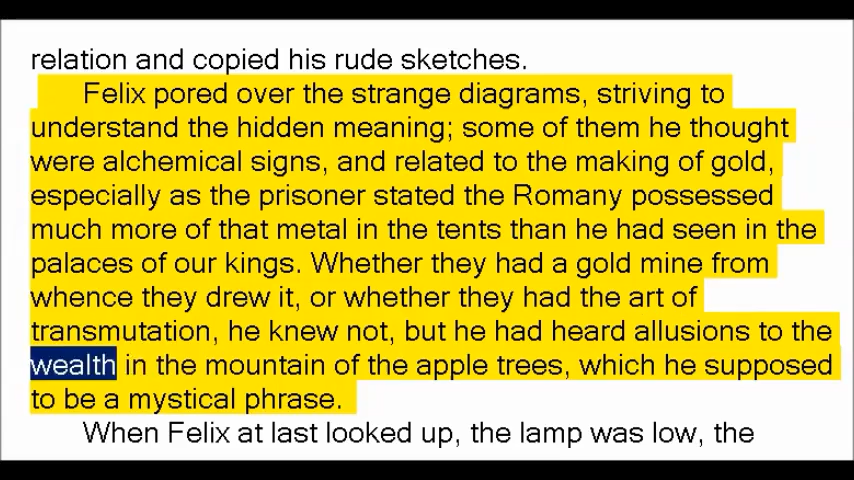 relation and copied his rude sketches.
Felix pored over the strange diagrams, striving to
understand the hidden meaning; some of them he thought
were alchemical signs, and related to the making of gold,
especially as the prisoner stated the Romany possessed
much more of that metal in the tents than he had seen in the
palaces of our kings. Whether they had a gold mine from
whence they drew it, or whether they had the art of
transmutation, he knew not, but he had heard allusions to the
wealth in the mountain of the apple trees, which he supposed
to be a mystical phrase.
When Felix at last looked up, the lamp was low, the